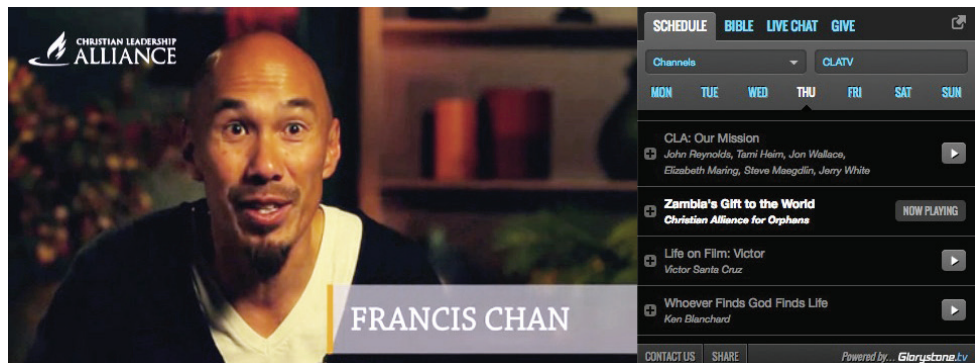 CHRISTIAN LEADERSHIP
ALLIANCE
FRANCIS CHAN
SCHEDULE BIBLE LIVE CHAT GIVE
Channels CLATV
MON TUE WED THU FRI SAT SUN
CLA: Our Mission
John Reynolds, Tami Heim, Jon Wallace,
Elizabeth Maring, Steve Maegdlin, Jerry White
Zambia's Gift to the World
Christian Alliance for Orphans
NOW PLAYING
Life on Film: Victor
Victor Santa Cruz
Whoever Finds God Finds Life
Ken Blanchard
CONTACT US SHARE Powered by... Glorystone.tv